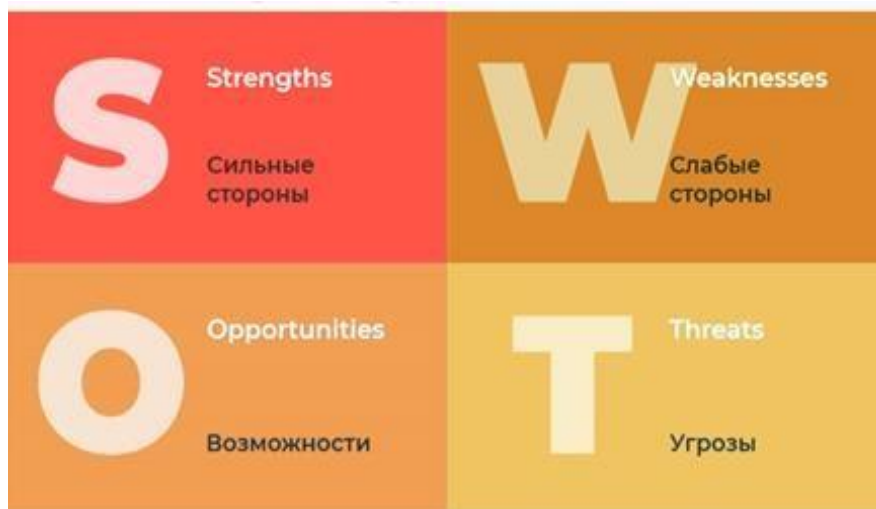 S
Strengths
Сильные
стороны
W
Weaknesses
Слабые
стороны
O
Opportunities
Возможности
T
Threats
Угрозы